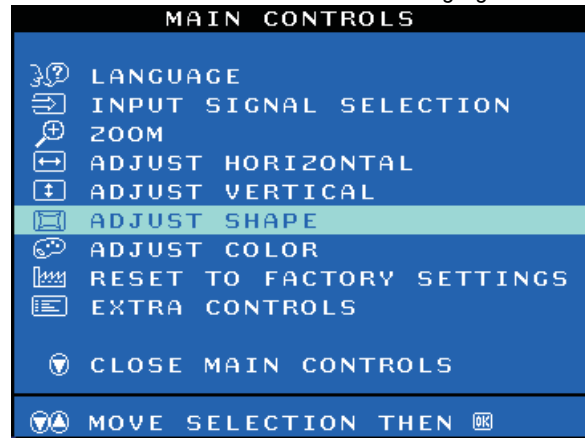 MAIN CONTROLS
LANGUAGE
INPUT SIGNAL SELECTION
ZOOM
ADJUST HORIZONTAL
ADJUST VERTICAL
ADJUST SHAPE
ADJUST COLOR
RESET TO FACTORY SETTINGS
EXTRA CONTROLS
CLOSE MAIN CONTROLS
MOVE SELECTION THEN OK